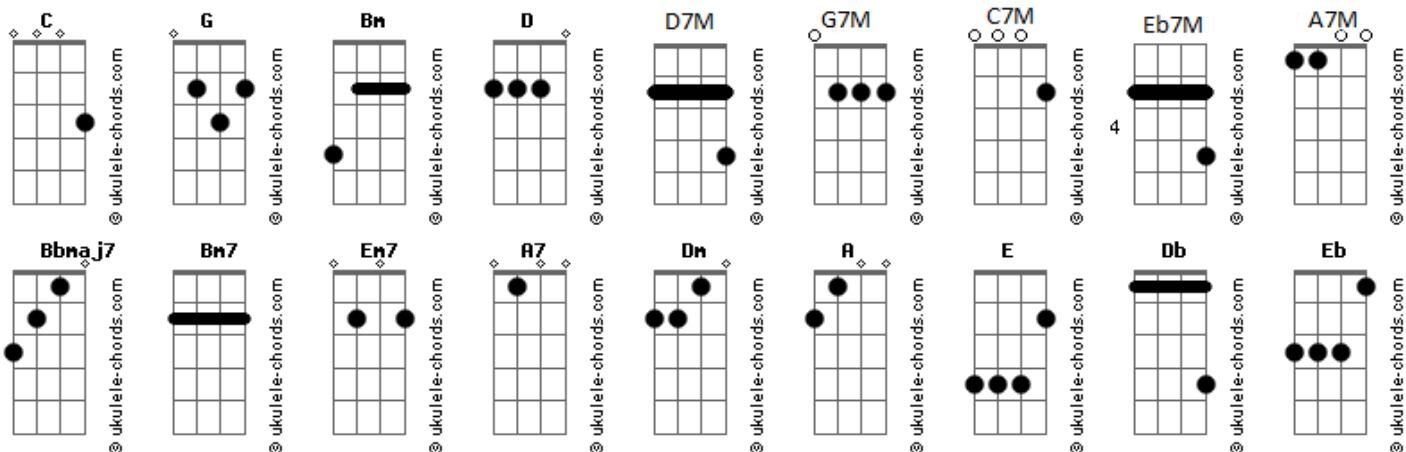 C G Bm D D7M G7M C7M Eb7M A7M
© ukulele-chords.com © ukulele-chords.com © ukulele-chords.com © ukulele-chords.com © ukulele-chords.com © ukulele-chords.com © ukulele-chords.com 4 © ukulele-chords.com © ukulele-chords.com
Bbmaj7 Bm7 Em7 A7 Dm A E Db Eb
© ukulele-chords.com © ukulele-chords.com © ukulele-chords.com © ukulele-chords.com © ukulele-chords.com © ukulele-chords.com © ukulele-chords.com © ukulele-chords.com © ukulele-chords.com